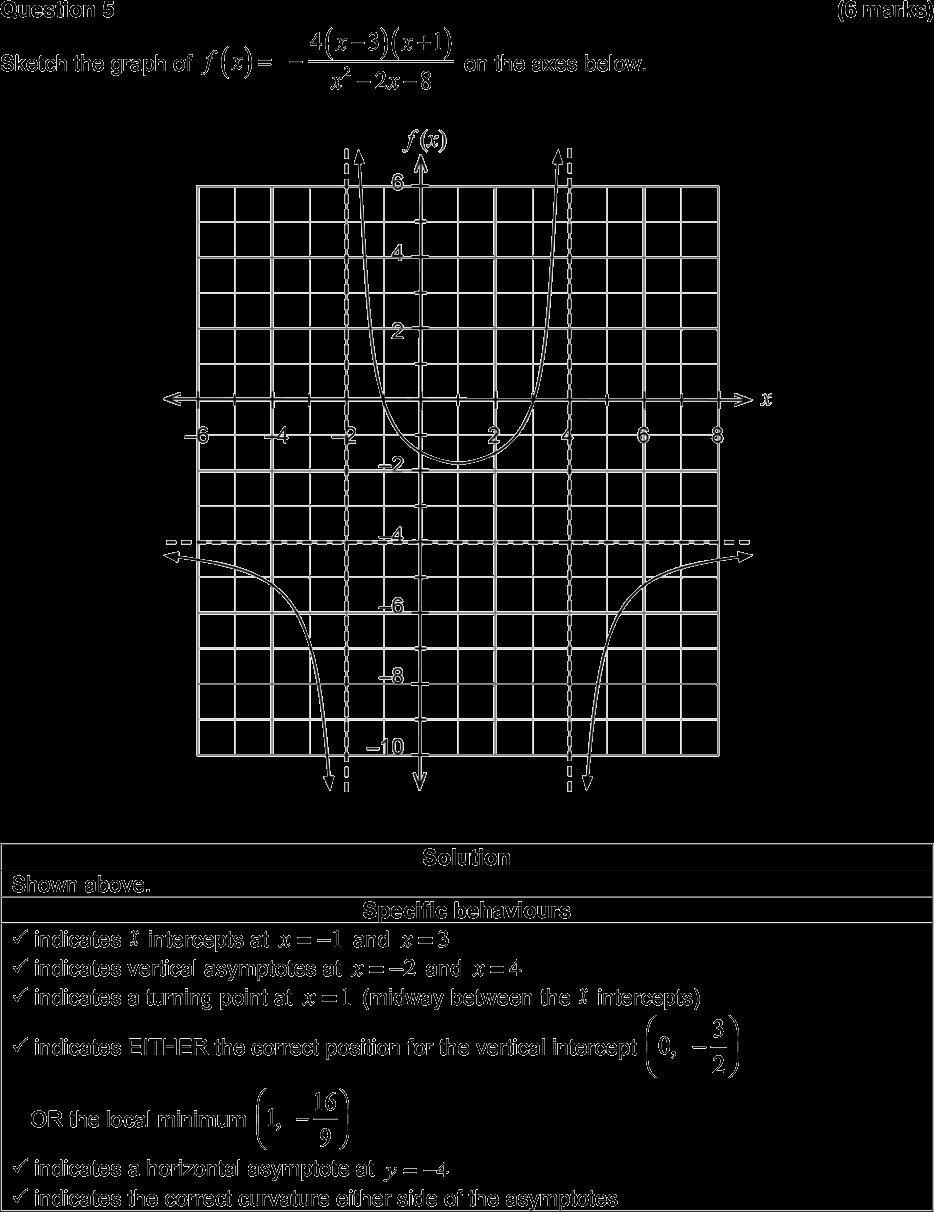 Question 5 (6 marks)
Sketch the graph of f(x) = −4(x−3)(x+1)/(x²−2x−8) on the axes below.
f(x)
6
4
2
x
−6 −4 −2 2 4 6 8
−2
−4
−6
−8
−10
Solution
Shown above.
Specific behaviours
✓ indicates x intercepts at x = −1 and x = 3
✓ indicates vertical asymptotes at x = −2 and x = 4
✓ indicates a turning point at x = 1 (midway between the x intercepts)
✓ indicates EITHER the correct position for the vertical intercept (0, −3/2)
OR the local minimum (1, −16/9)
✓ indicates a horizontal asymptote at y = −4
✓ indicates the correct curvature either side of the asymptotes